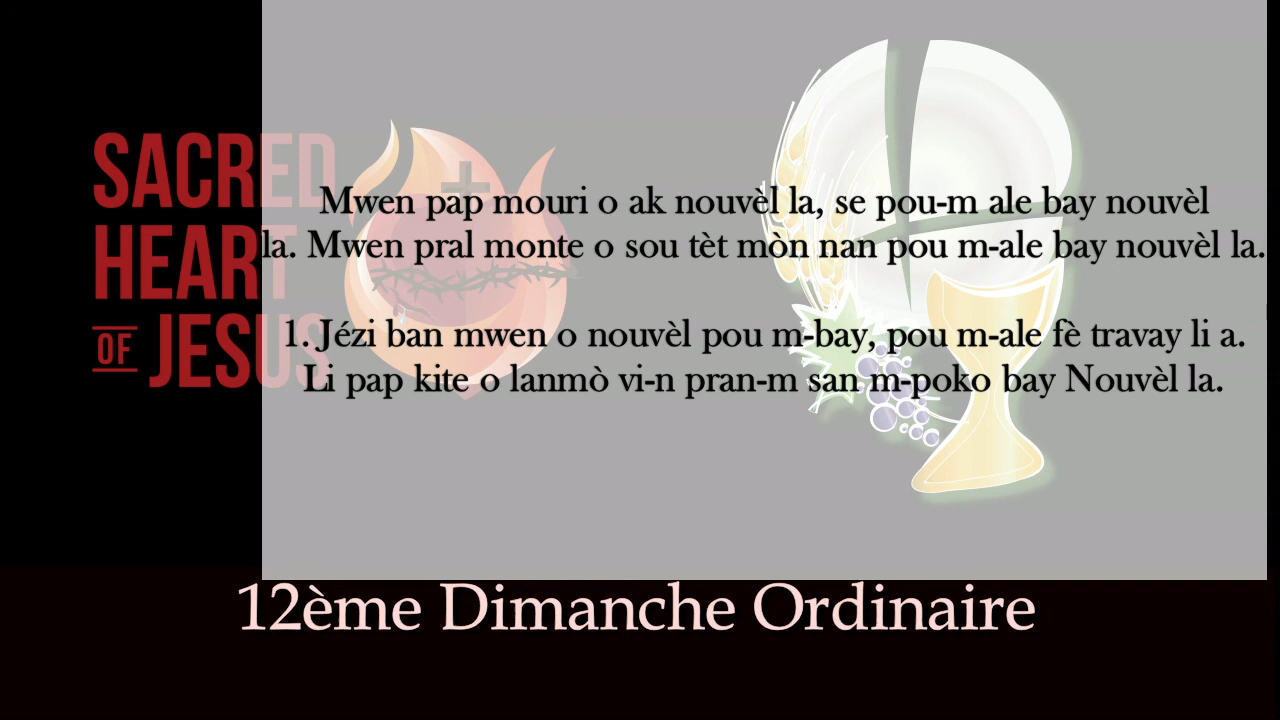 SACRED
HEART
OF JESUS
Mwen pap mouri o ak nouvèl la, se pou-m ale bay nouvèl
la. Mwen pral monte o sou tèt mòn nan pou m-ale bay nouvèl la.
1. Jézi ban mwen o nouvèl pou m-bay, pou m-ale fè travay li a.
Li pap kite o lanmò vi-n pran-m san m-poko bay Nouvèl la.
12ème Dimanche Ordinaire